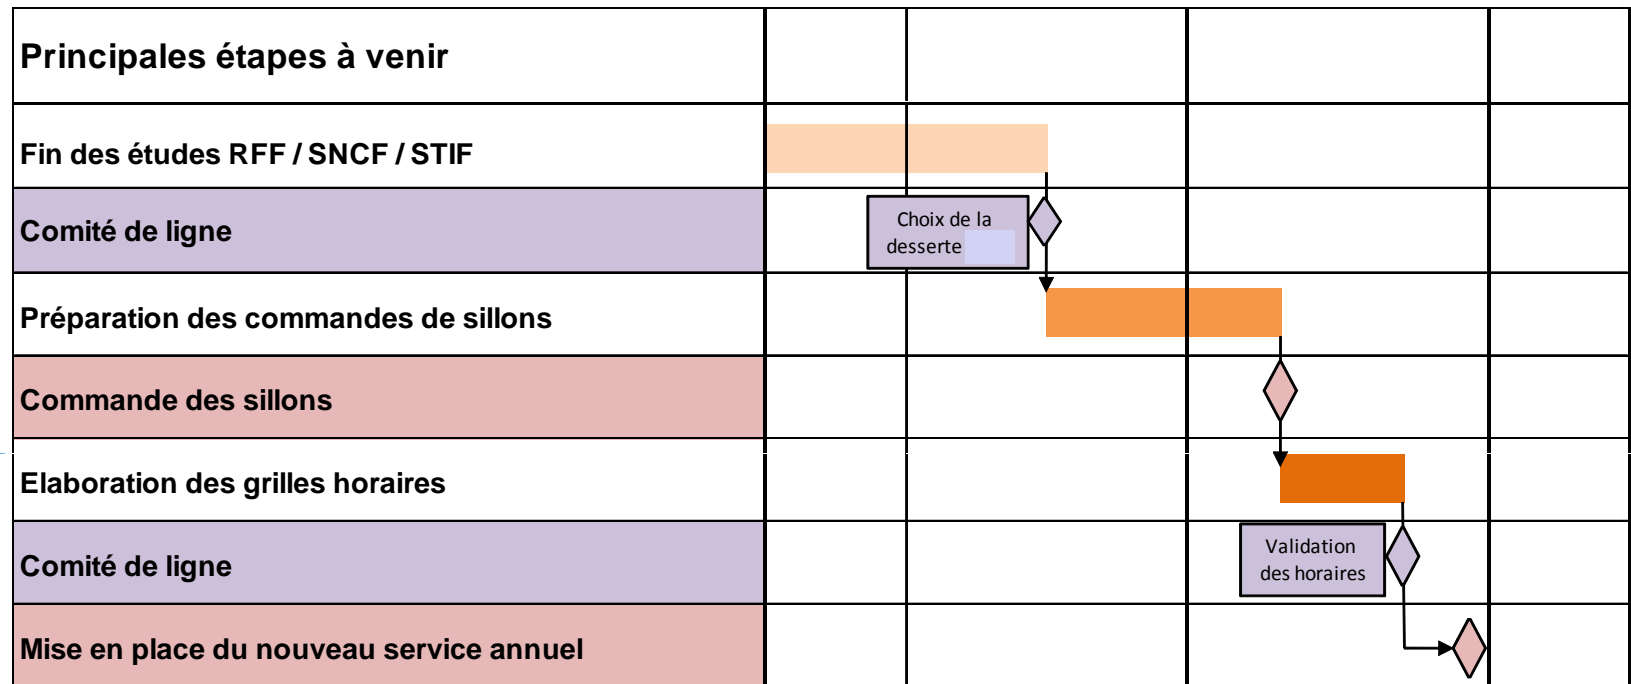 Principales étapes à venir
Fin des études RFF / SNCF / STIF
Comité de ligne
Choix de la
desserte
Préparation des commandes de sillons
Commande des sillons
Elaboration des grilles horaires
Comité de ligne
Validation
des horaires
Mise en place du nouveau service annuel